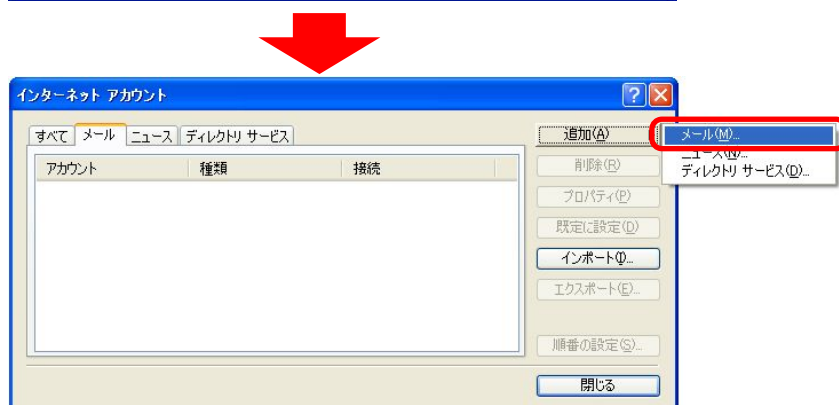 インターネット アカウント
すべて メール ニュース ディレクトリ サービス
アカウント 種類 接続
追加(A)
削除(R)
プロパティ(P)
既定に設定(D)
インポート(I)...
エクスポート(E)...
順番の設定(S)...
閉じる
メール(M)...
ニュース(N)...
ディレクトリ サービス(D)...